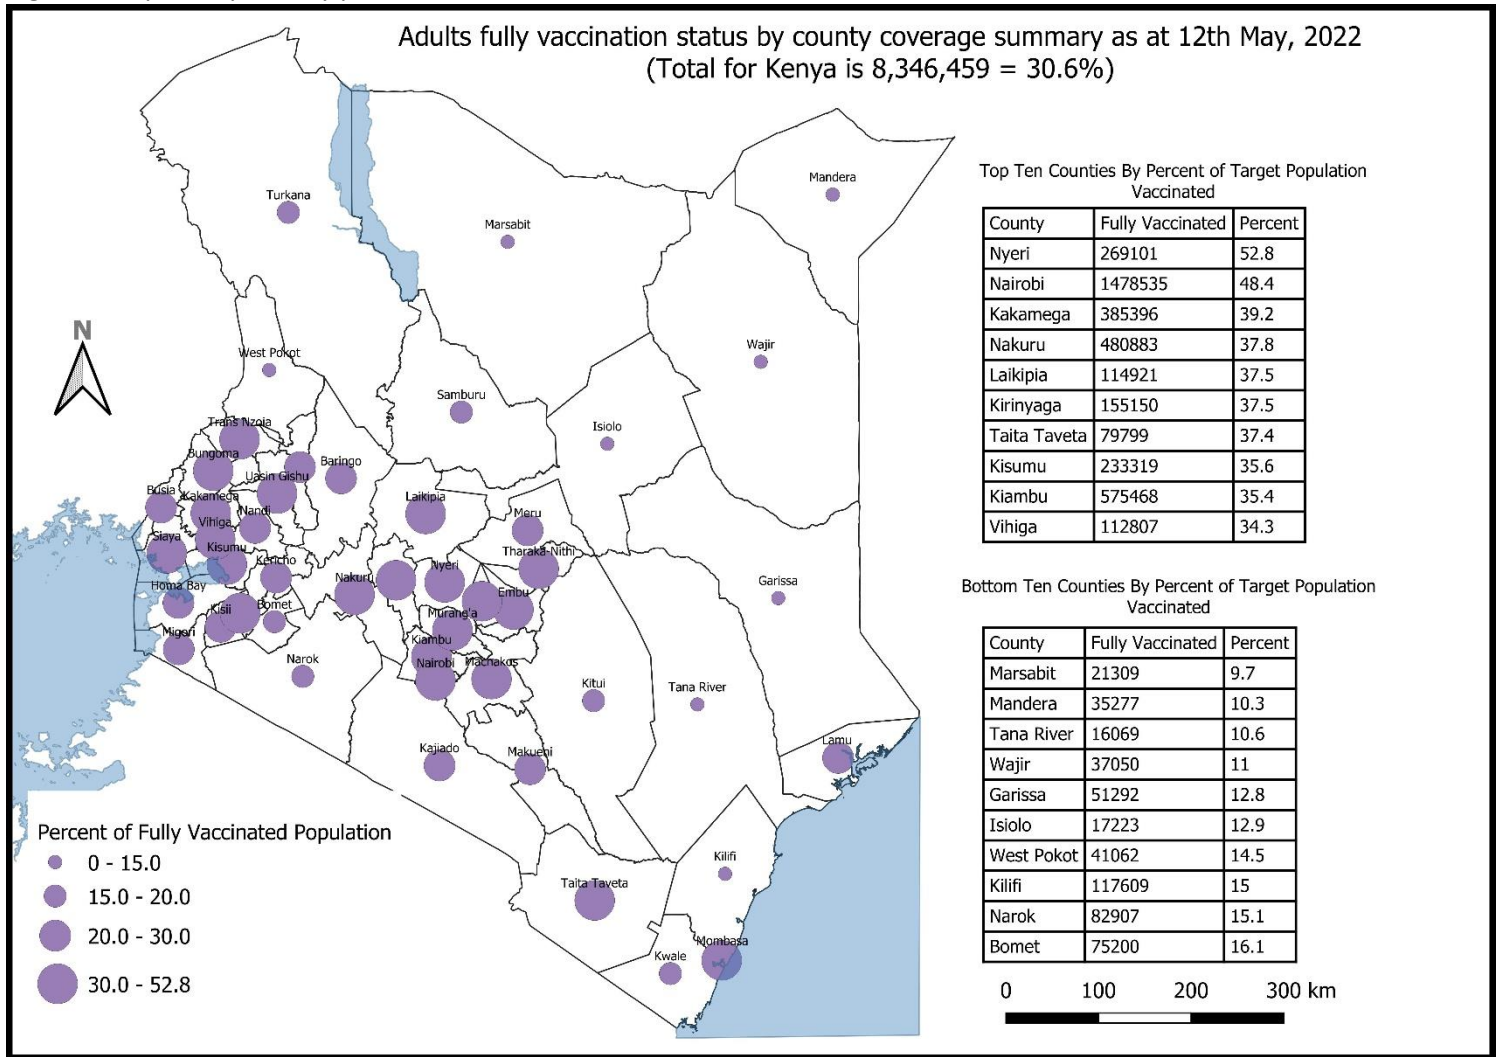 Adults fully vaccination status by county coverage summary as at 12th May, 2022
(Total for Kenya is 8,346,459 = 30.6%)
Mandera
Turkana
Marsabit
N
West Pokot
Wajir
Samburu
Isiolo
Trans Nzoia
Bungoma
Baringo
Uasin Gishu
Busia
Kakamega
Laikipia
Nandi
Vihiga
Meru
Siaya
Kisumu
Tharaka-Nithi
Kericho
Nyeri
Nakuru
Homa Bay
Garissa
Embu
Kisii
Bomet
Murang'a
Migori
Kiambu
Narok
Nairobi
Machakos
Kitui
Tana River
Kajiado
Makueni
Lamu
Kilifi
Taita Taveta
Mombasa
Kwale
Percent of Fully Vaccinated Population
0 - 15.0
15.0 - 20.0
20.0 - 30.0
30.0 - 52.8
Top Ten Counties By Percent of Target Population
Vaccinated
County Fully Vaccinated Percent
Nyeri 269101 52.8
Nairobi 1478535 48.4
Kakamega 385396 39.2
Nakuru 480883 37.8
Laikipia 114921 37.5
Kirinyaga 155150 37.5
Taita Taveta 79799 37.4
Kisumu 233319 35.6
Kiambu 575468 35.4
Vihiga 112807 34.3
Bottom Ten Counties By Percent of Target Population
Vaccinated
County Fully Vaccinated Percent
Marsabit 21309 9.7
Mandera 35277 10.3
Tana River 16069 10.6
Wajir 37050 11
Garissa 51292 12.8
Isiolo 17223 12.9
West Pokot 41062 14.5
Kilifi 117609 15
Narok 82907 15.1
Bomet 75200 16.1
0 100 200 300 km